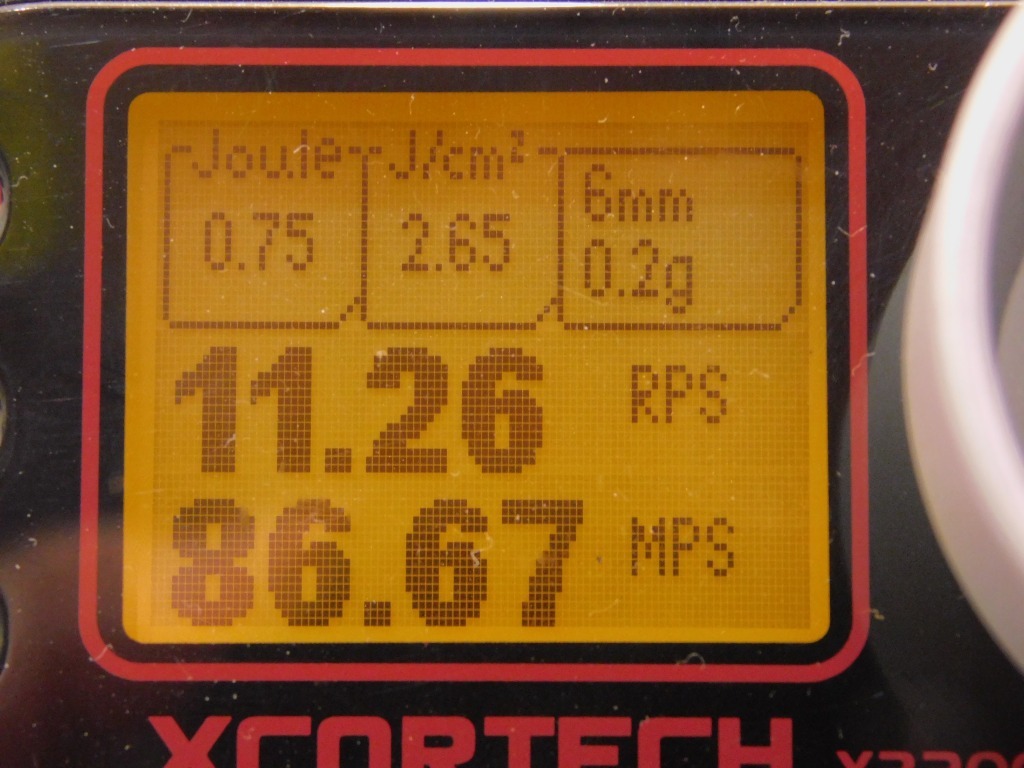 Joule J/cm² 6mm
0.75 2.65 0.2g
11.26 RPS
86.67 MPS
XCORTECH